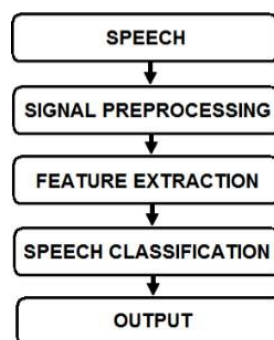 SPEECH
SIGNAL PREPROCESSING
FEATURE EXTRACTION
SPEECH CLASSIFICATION
OUTPUT